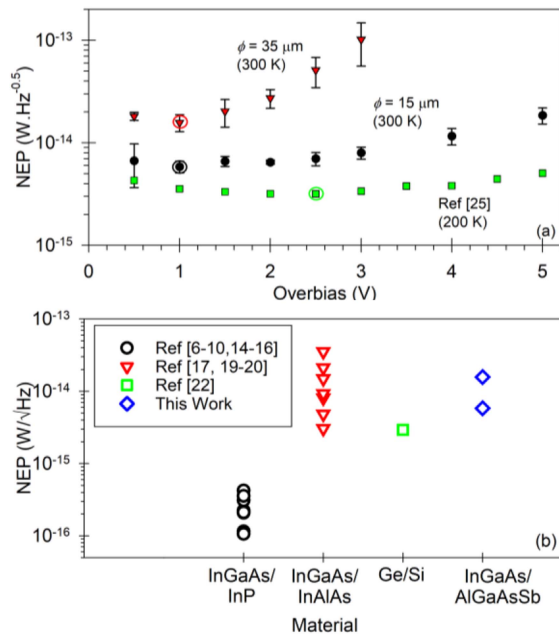 10⁻¹³
10⁻¹⁴
10⁻¹⁵
NEP (W.Hz⁻⁰·⁵)
ϕ = 35 μm
(300 K)
ϕ = 15 μm
(300 K)
Ref [25]
(200 K)
(a)
0 1 2 3 4 5
Overbias (V)
10⁻¹³
10⁻¹⁴
10⁻¹⁵
10⁻¹⁶
NEP (W/√Hz)
Ref [6-10,14-16]
Ref [17, 19-20]
Ref [22]
This Work
(b)
InGaAs/ InGaAs/ Ge/Si InGaAs/
InP InAlAs AlGaAsSb
Material